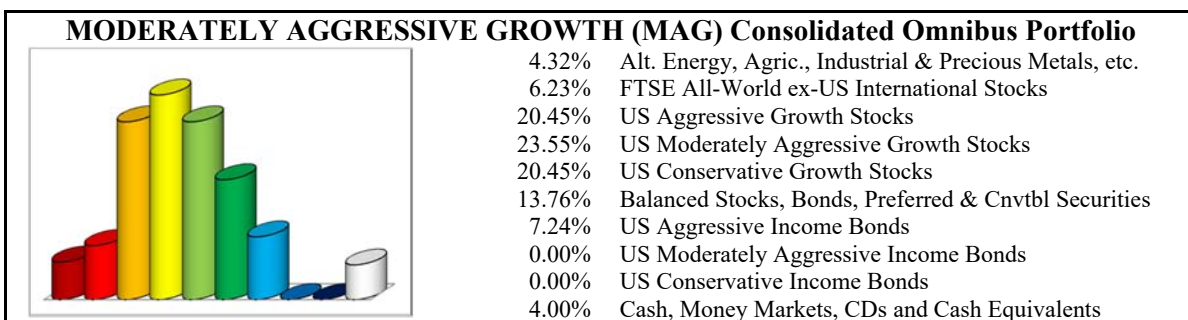 MODERATELY AGGRESSIVE GROWTH (MAG) Consolidated Omnibus Portfolio
4.32% Alt. Energy, Agric., Industrial & Precious Metals, etc.
6.23% FTSE All-World ex-US International Stocks
20.45% US Aggressive Growth Stocks
23.55% US Moderately Aggressive Growth Stocks
20.45% US Conservative Growth Stocks
13.76% Balanced Stocks, Bonds, Preferred & Cnvtbl Securities
7.24% US Aggressive Income Bonds
0.00% US Moderately Aggressive Income Bonds
0.00% US Conservative Income Bonds
4.00% Cash, Money Markets, CDs and Cash Equivalents